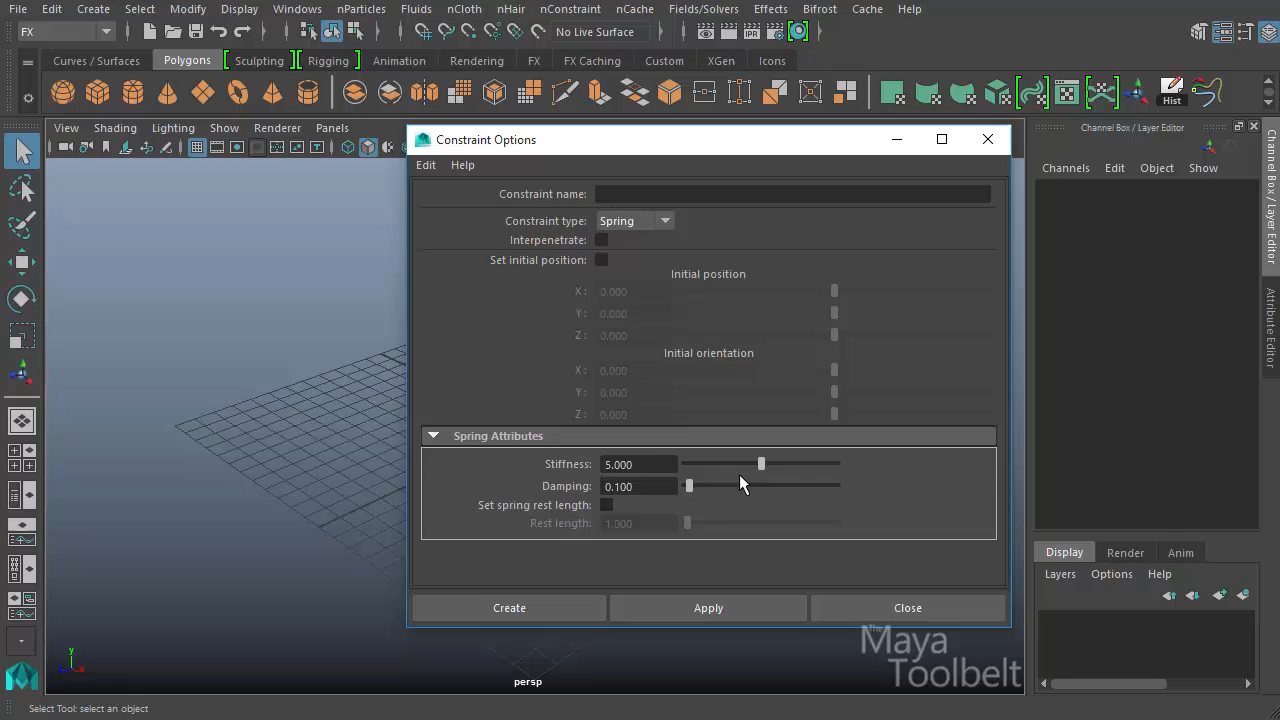 File Edit Create Select Modify Display Windows nParticles Fluids nCloth nHair nConstraint nCache Fields/Solvers Effects Bifrost Cache Help
FX No Live Surface IPR
Curves / Surfaces Polygons Sculpting Rigging Animation Rendering FX FX Caching Custom XGen Icons
Hist
View Shading Lighting Show Renderer Panels
Channel Box / Layer Editor
Constraint Options
Edit Help
Channels Edit Object Show
Constraint name:
Constraint type: Spring
Interpenetrate:
Set initial position:
Initial position
X: 0.000
Y: 0.000
Z: 0.000
Initial orientation
X: 0.000
Y: 0.000
Z: 0.000
Spring Attributes
Stiffness: 5.000
Damping: 0.100
Set spring rest length:
Rest length: 1.000
Create Apply Close
Channel Box / Layer Editor
Attribute Editor
Display Render Anim
Layers Options Help
y
z x
persp
The
Maya
Toolbelt
Select Tool: select an object